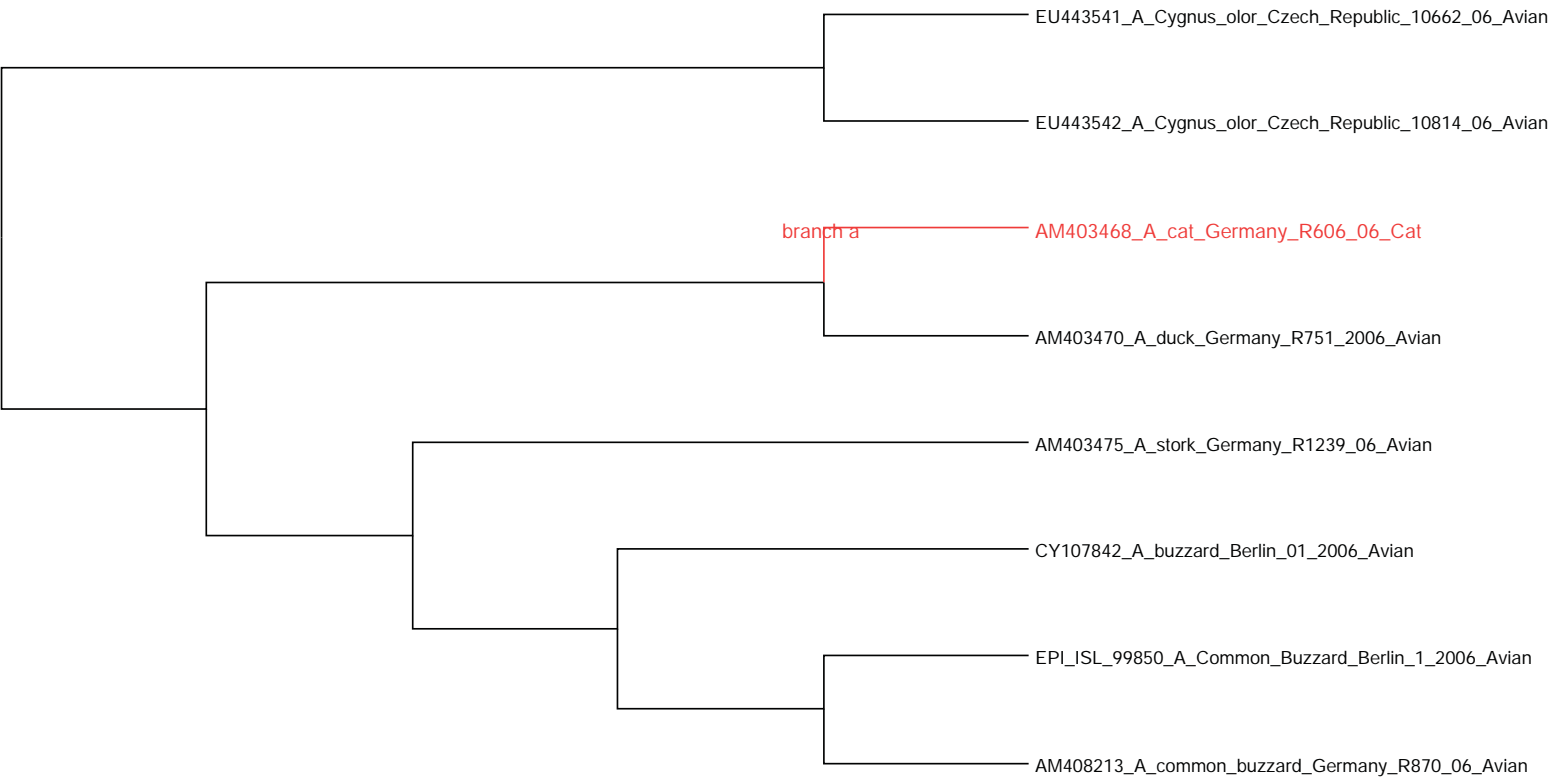 EU443541_A_Cygnus_olor_Czech_Republic_10662_06_Avian
EU443542_A_Cygnus_olor_Czech_Republic_10814_06_Avian
branch a
AM403468_A_cat_Germany_R606_06_Cat
AM403470_A_duck_Germany_R751_2006_Avian
AM403475_A_stork_Germany_R1239_06_Avian
CY107842_A_buzzard_Berlin_01_2006_Avian
EPI_ISL_99850_A_Common_Buzzard_Berlin_1_2006_Avian
AM408213_A_common_buzzard_Germany_R870_06_Avian